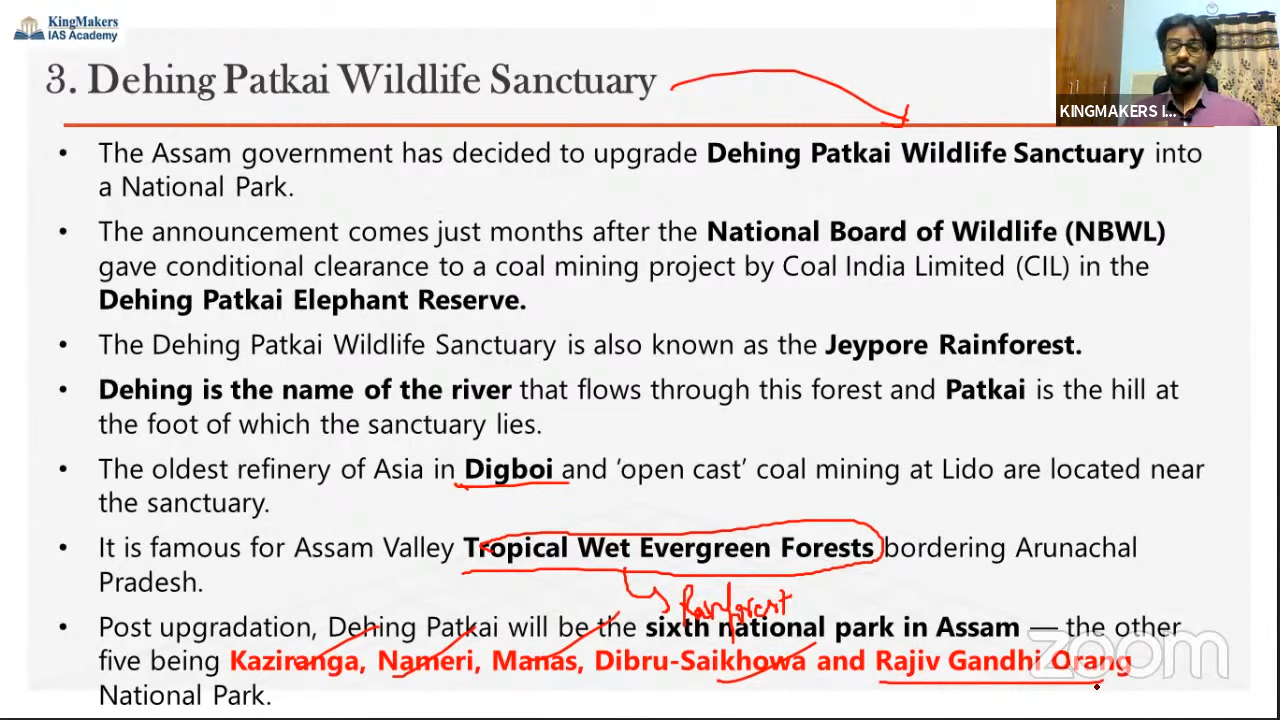 KingMakers
IAS Academy
3. Dehing Patkai Wildlife Sanctuary
KINGMAKERS I...
• The Assam government has decided to upgrade Dehing Patkai Wildlife Sanctuary into
a National Park.
• The announcement comes just months after the National Board of Wildlife (NBWL)
gave conditional clearance to a coal mining project by Coal India Limited (CIL) in the
Dehing Patkai Elephant Reserve.
• The Dehing Patkai Wildlife Sanctuary is also known as the Jeypore Rainforest.
• Dehing is the name of the river that flows through this forest and Patkai is the hill at
the foot of which the sanctuary lies.
• The oldest refinery of Asia in Digboi and ‘open cast’ coal mining at Lido are located near
the sanctuary.
• It is famous for Assam Valley Tropical Wet Evergreen Forests bordering Arunachal
Pradesh.
Rainforest
• Post upgradation, Dehing Patkai will be the sixth national park in Assam — the other
five being Kaziranga, Nameri, Manas, Dibru-Saikhowa and Rajiv Gandhi Orang
National Park.
zoom